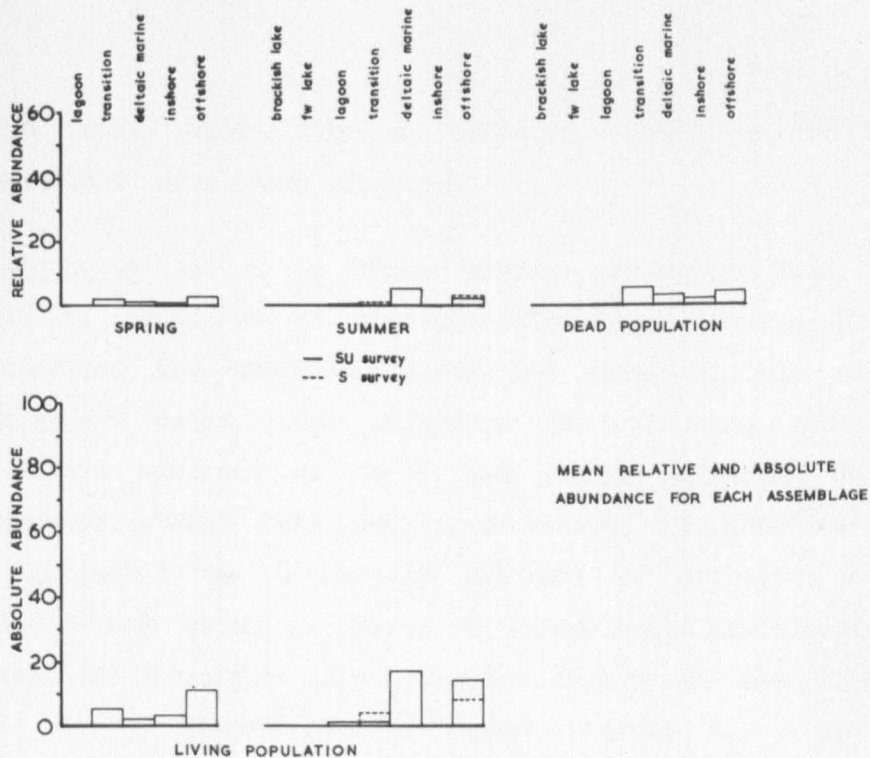 lagoon
transition
deltaic marine
inshore
offshore
brackish lake
fw lake
lagoon
transition
deltaic marine
inshore
offshore
brackish lake
fw lake
lagoon
transition
deltaic marine
inshore
offshore
RELATIVE ABUNDANCE
60
40
20
0
SPRING
SUMMER
DEAD POPULATION
SU survey
S survey
ABSOLUTE ABUNDANCE
100
80
60
40
20
0
MEAN RELATIVE AND ABSOLUTE
ABUNDANCE FOR EACH ASSEMBLAGE
LIVING POPULATION